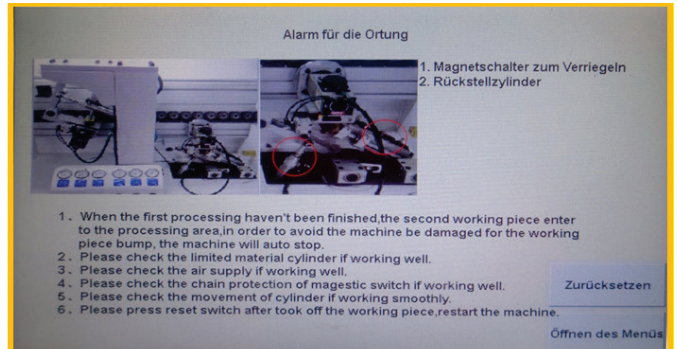 Alarm für die Ortung
1. Magnetschalter zum Verriegeln
2. Rückstellzylinder
1、When the first processing haven't been finished,the second working piece enter
to the processing area,in order to avoid the machine be damaged for the working
piece bump, the machine will auto stop.
2、Please check the limited material cylinder if working well.
3、Please check the air supply if working well.
4、Please check the chain protection of magestic switch if working well.
5、Please check the movement of cylinder if working smoothly.
6、Please press reset switch after took off the working piece,restart the machine.
Zurücksetzen
Öffnen des Menüs